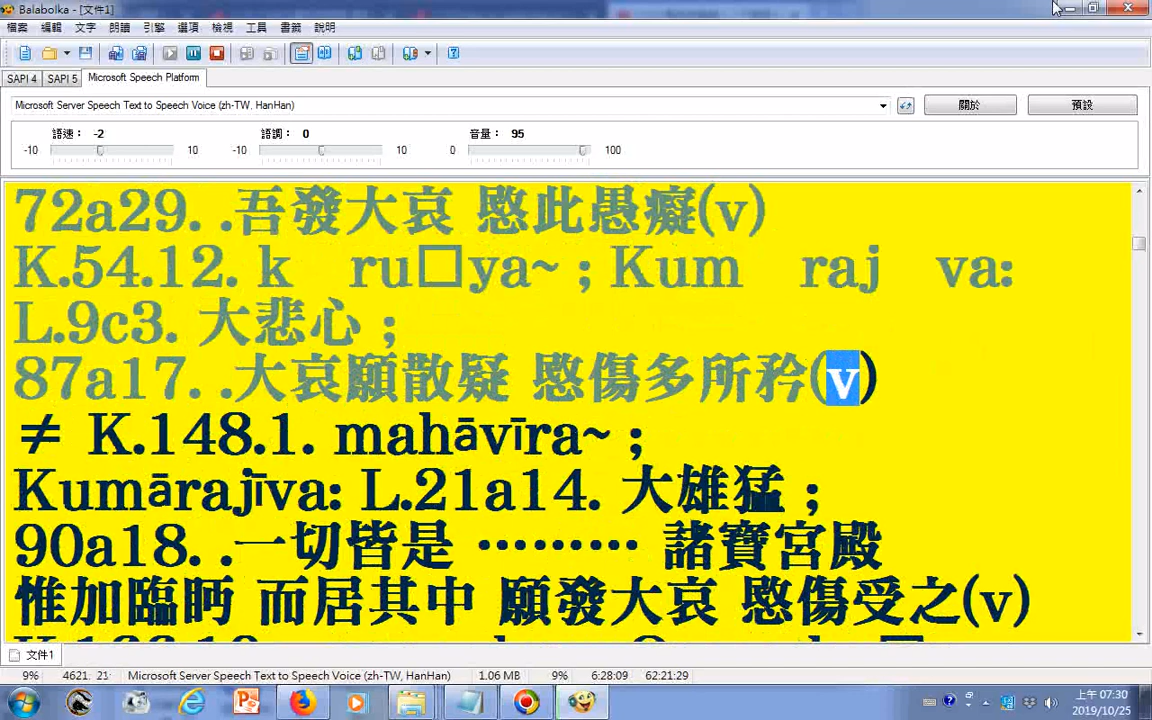 Balabolka - [文件1]
檔案 編輯 文字 朗讀 引擎 選項 檢視 工具 書籤 說明
SAPI 4 SAPI 5 Microsoft Speech Platform
Microsoft Server Speech Text to Speech Voice (zh-TW, HanHan) 關於 預設
語速： -2 語調： 0 音量： 95
-10 10 -10 10 0 100
72a29. .吾發大哀 愍此愚癡(v)
K.54.12. k ru□ya~ ; Kum raj va:
L.9c3. 大悲心 ;
87a17. .大哀願散疑 愍傷多所矜(v)
≠ K.148.1. mahāvīra~ ;
Kumārajīva: L.21a14. 大雄猛 ;
90a18. .一切皆是 ········· 諸寶宮殿
惟加臨眄 而居其中 願發大哀 愍傷受之(v)
文件1
9% 4621: 21: Microsoft Server Speech Text to Speech Voice (zh-TW, HanHan) 1.06 MB 9% 6:28:09 62:21:29
上午 07:30
2019/10/25